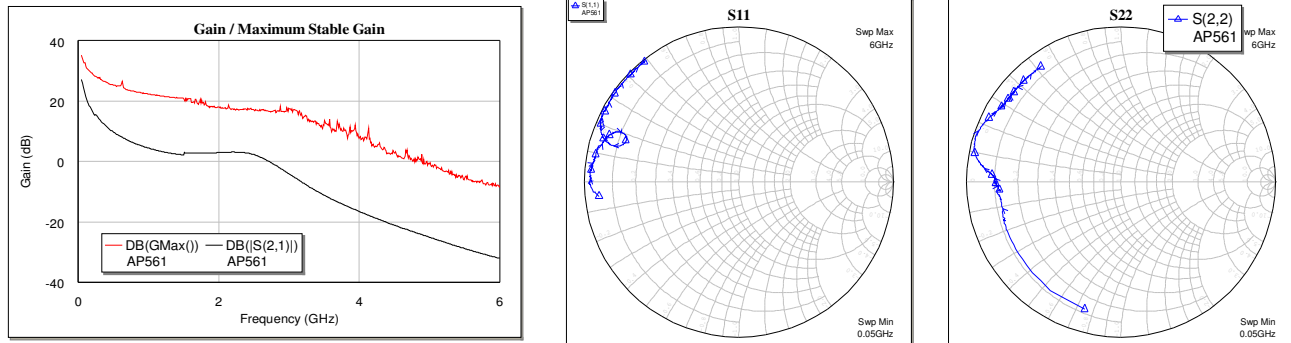 Gain / Maximum Stable Gain
40
20
0
-20
-40
Gain (dB)
DB(GMax())
AP561
DB(|S(2,1)|)
AP561
0
2
4
6
Frequency (GHz)
S(1,1)
AP561
S11
Swp Max
6GHz
Swp Min
0.05GHz
S22
S(2,2)
AP561
wp Max
6GHz
Swp Min
0.05GHz